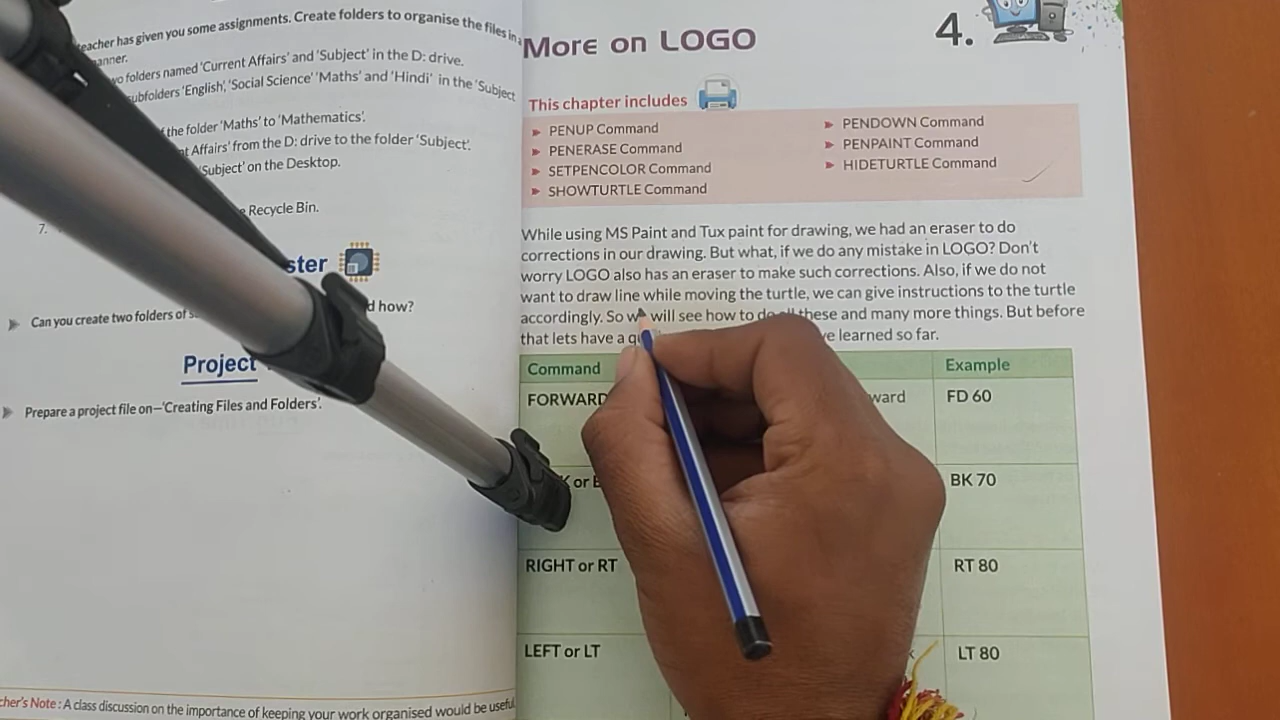 teacher has given you some assignments. Create folders to organise the files in a
manner.
two folders named 'Current Affairs' and 'Subject' in the D: drive.
subfolders 'English', 'Social Science' 'Maths' and 'Hindi' in the 'Subject
the folder 'Maths' to 'Mathematics'.
Affairs' from the D: drive to the folder 'Subject'.
'Subject' on the Desktop.
Recycle Bin.
7.
how?
Can you create two folders of
Project
Prepare a project file on—'Creating Files and Folders'.
Teacher's Note : A class discussion on the importance of keeping your work organised would be useful
More on LOGO
4.
This chapter includes
➤ PENUP Command
➤ PENERASE Command
➤ SETPENCOLOR Command
➤ SHOWTURTLE Command
➤ PENDOWN Command
➤ PENPAINT Command
➤ HIDETURTLE Command
While using MS Paint and Tux paint for drawing, we had an eraser to do
corrections in our drawing. But what, if we do any mistake in LOGO? Don't
worry LOGO also has an eraser to make such corrections. Also, if we do not
want to draw line while moving the turtle, we can give instructions to the turtle
accordingly. So we will see how to do all these and many more things. But before
that lets have a learned so far.
Command Example
FORWARD FD 60
or BK 70
RIGHT or RT RT 80
LEFT or LT LT 80